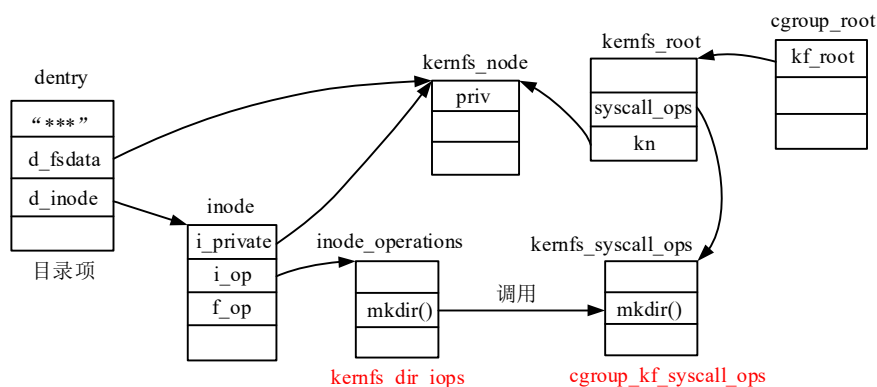 cgroup_root
kernfs_root
kf_root
kernfs_node
dentry
priv
“***”
syscall_ops
d_fsdata
kn
d_inode
inode
i_private
inode_operations
kernfs_syscall_ops
目录项
i_op
f_op
mkdir()
调用
mkdir()
kernfs_dir_iops
cgroup_kf_syscall_ops